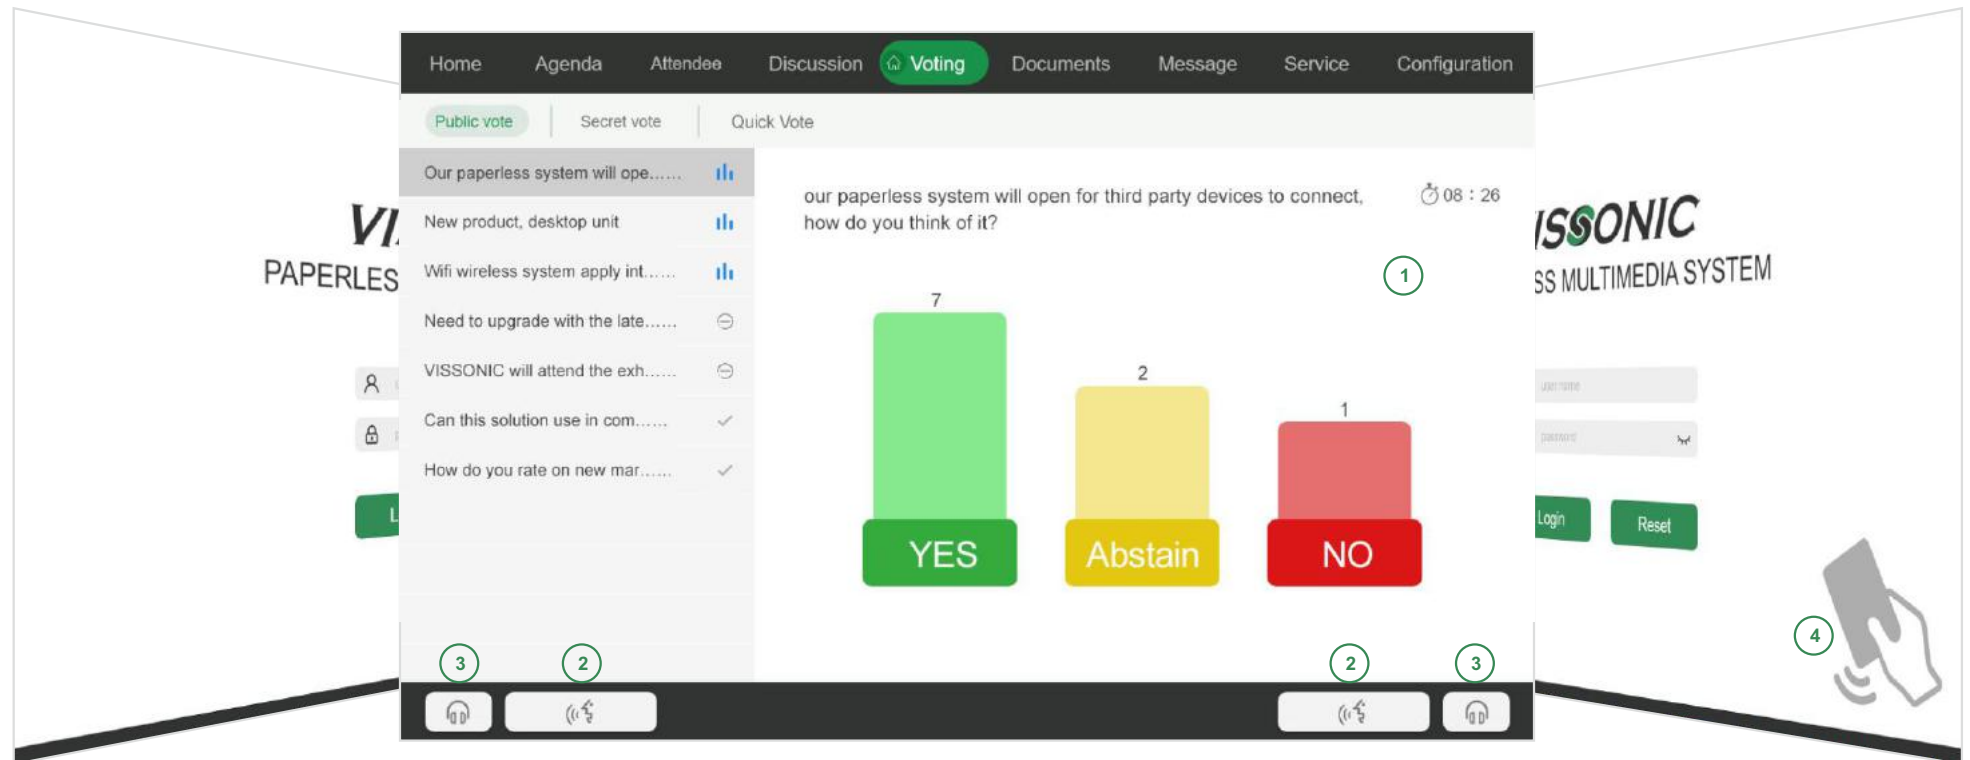 Home Agenda Attendee Discussion Voting Documents Message Service Configuration
Public vote Secret vote Quick Vote
Our paperless system will ope......
New product, desktop unit
Wifi wireless system apply int......
Need to upgrade with the late......
VISSONIC will attend the exh......
Can this solution use in com......
How do you rate on new mar......
our paperless system will open for third party devices to connect,
how do you think of it?
08 : 26
1
7
2
1
YES Abstain NO
3 2 2 3
VI
PAPERLES
L
ISSONIC
SS MULTIMEDIA SYSTEM
user name
password
Login Reset
4